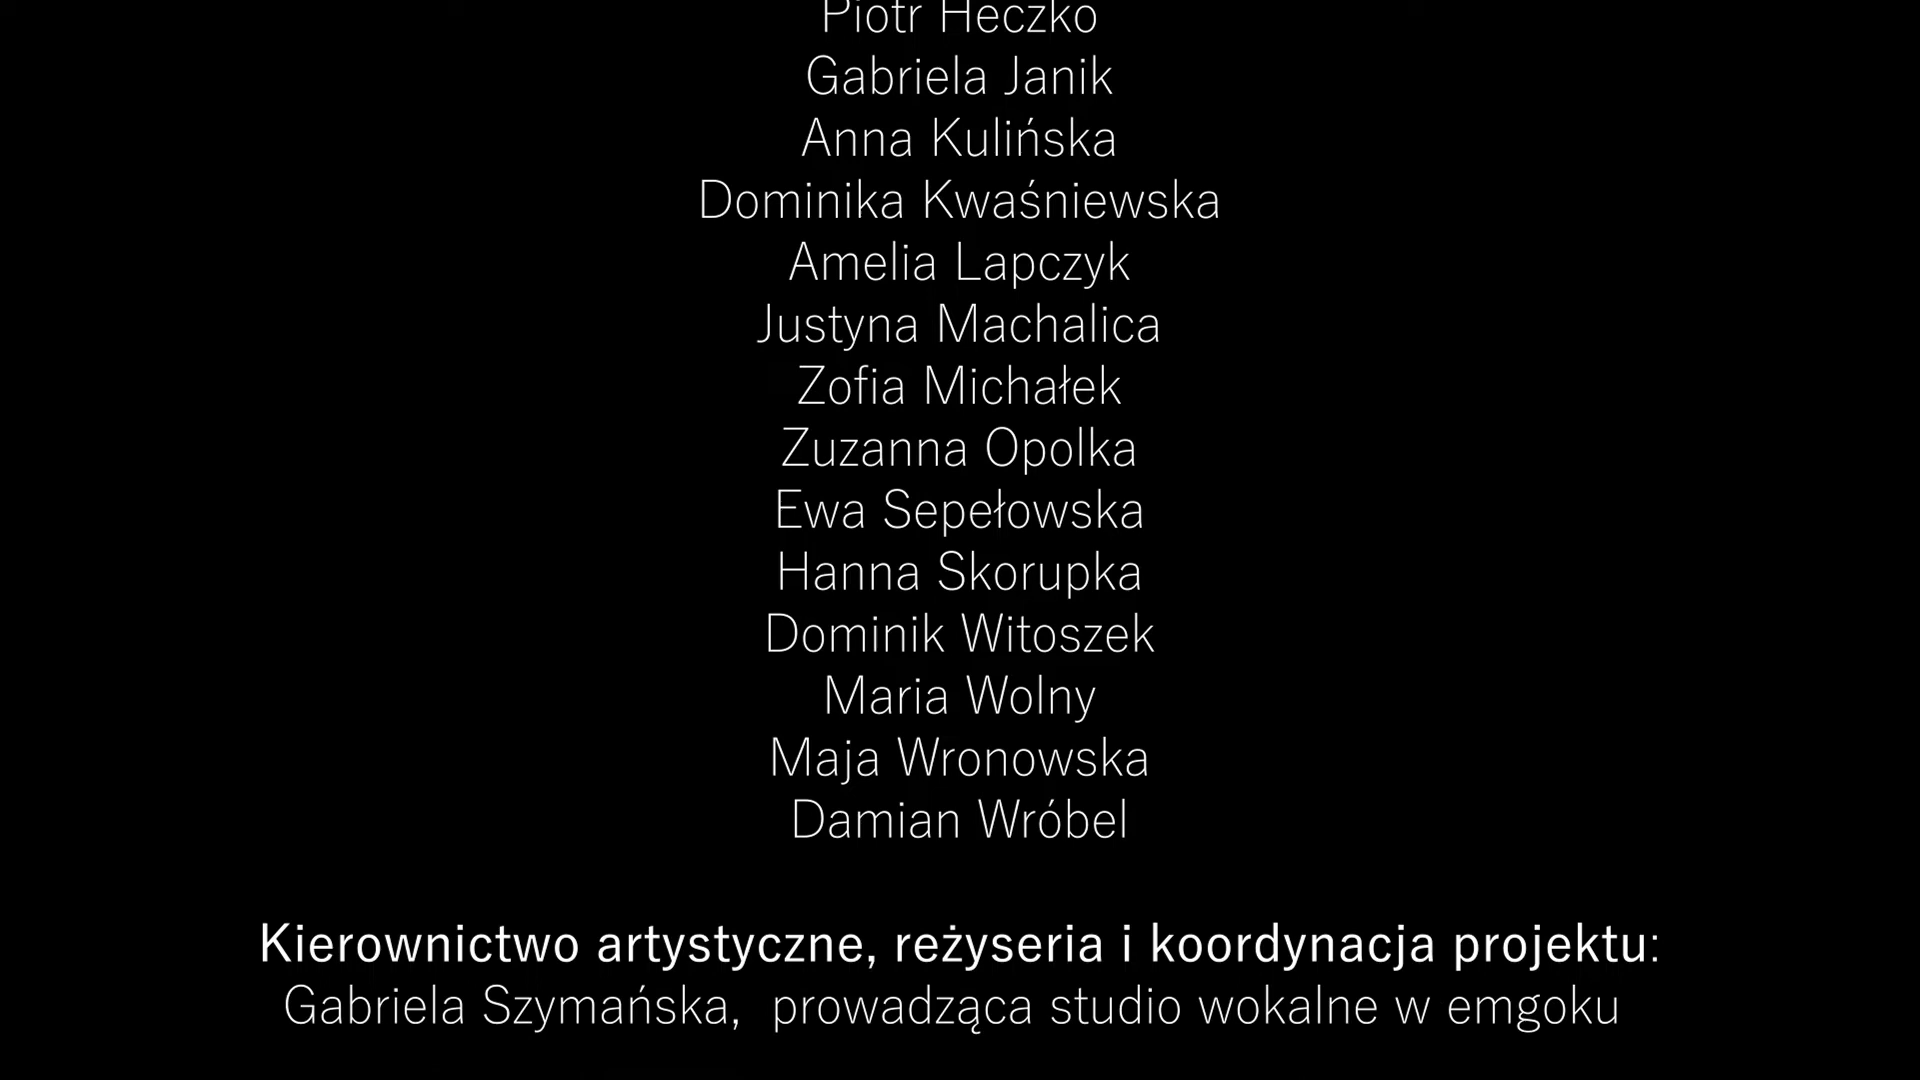 Piotr Heczko
Gabriela Janik
Anna Kulińska
Dominika Kwaśniewska
Amelia Lapczyk
Justyna Machalica
Zofia Michałek
Zuzanna Opolka
Ewa Sepełowska
Hanna Skorupka
Dominik Witoszek
Maria Wolny
Maja Wronowska
Damian Wróbel
Kierownictwo artystyczne, reżyseria i koordynacja projektu:
Gabriela Szymańska, prowadząca studio wokalne w emgoku